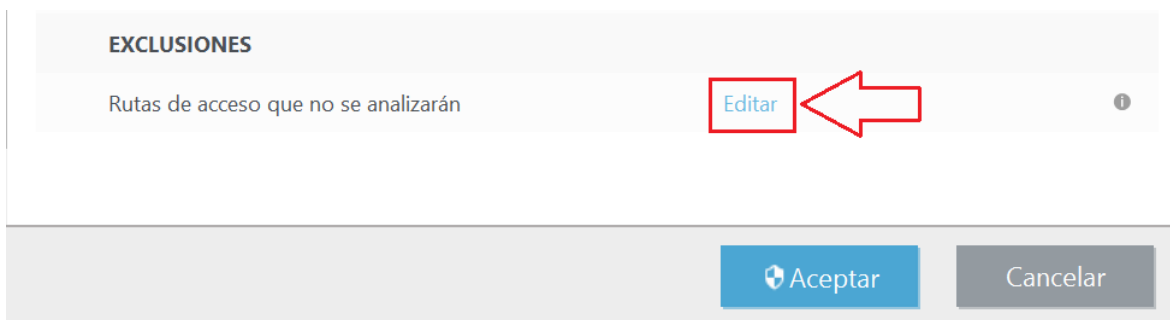 EXCLUSIONES
Rutas de acceso que no se analizarán Editar
Aceptar Cancelar